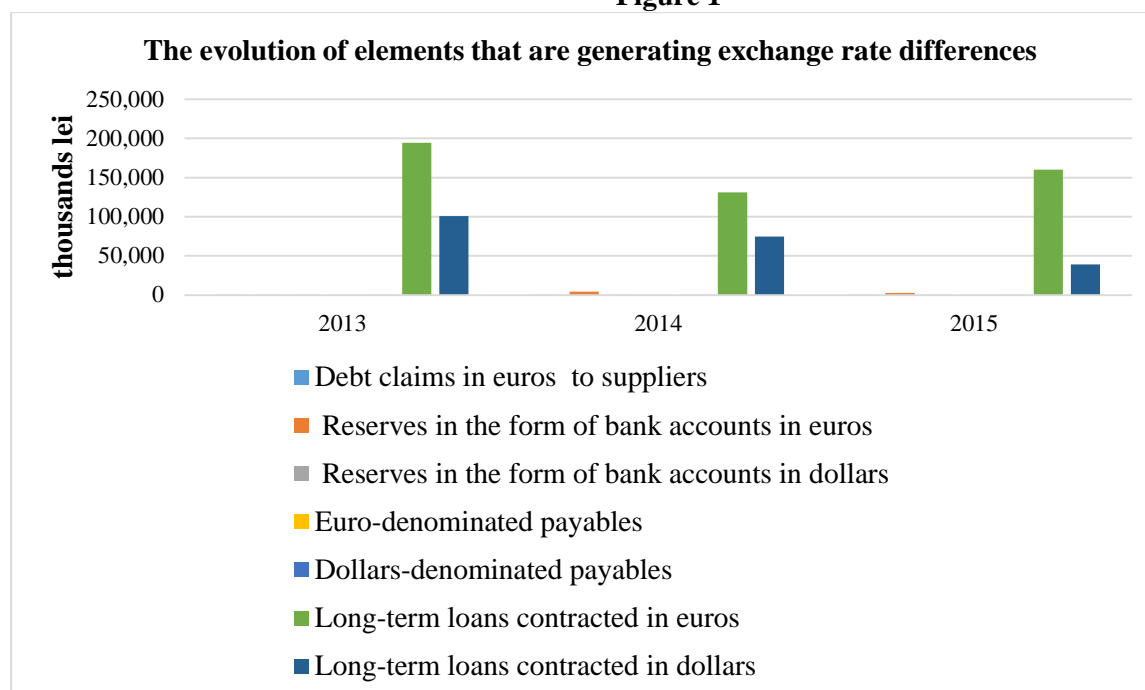 Figure 1
The evolution of elements that are generating exchange rate differences
thousands lei
250,000
200,000
150,000
100,000
50,000
0
2013
2014
2015
Debt claims in euros to suppliers
Reserves in the form of bank accounts in euros
Reserves in the form of bank accounts in dollars
Euro-denominated payables
Dollars-denominated payables
Long-term loans contracted in euros
Long-term loans contracted in dollars